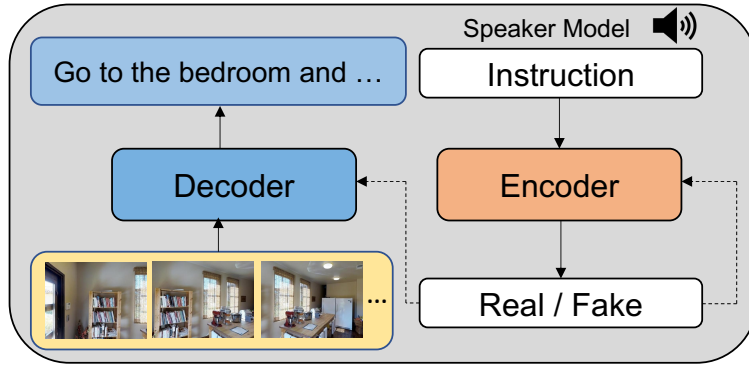 Speaker Model
Go to the bedroom and …
Instruction
Decoder
Encoder
...
Real / Fake